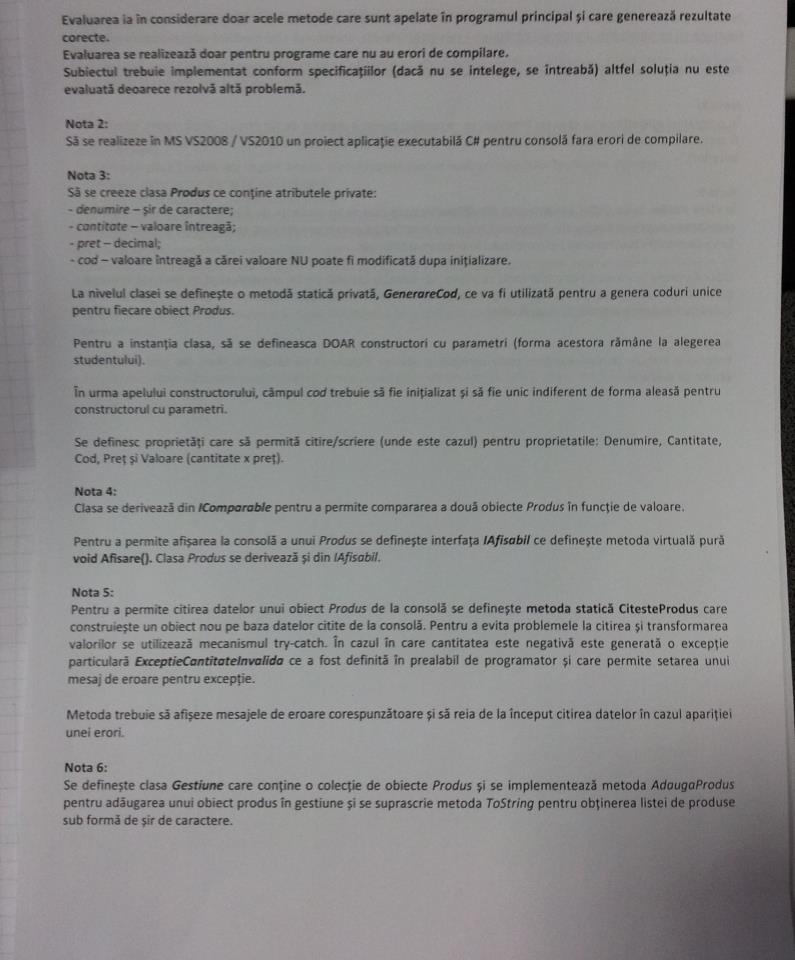 Evaluarea ia în considerare doar acele metode care sunt apelate în programul principal și care generează rezultate
corecte.
Evaluarea se realizează doar pentru programe care nu au erori de compilare.
Subiectul trebuie implementat conform specificațiilor (dacă nu se intelege, se întreabă) altfel soluția nu este
evaluată deoarece rezolvă altă problemă.
Nota 2:
Să se realizeze în MS VS2008 / VS2010 un proiect aplicație executabilă C# pentru consolă fara erori de compilare.
Nota 3:
Să se creeze clasa Produs ce conține atributele private:
- denumire – șir de caractere;
- cantitate – valoare întreagă;
- pret – decimal;
- cod – valoare întreagă a cărei valoare NU poate fi modificată dupa inițializare.
La nivelul clasei se definește o metodă statică privată, GenerareCod, ce va fi utilizată pentru a genera coduri unice
pentru fiecare obiect Produs.
Pentru a instanția clasa, să se defineasca DOAR constructori cu parametri (forma acestora rămâne la alegerea
studentului).
În urma apelului constructorului, câmpul cod trebuie să fie inițializat și să fie unic indiferent de forma aleasă pentru
constructorul cu parametri.
Se definesc proprietăți care să permită citire/scriere (unde este cazul) pentru proprietatile: Denumire, Cantitate,
Cod, Preț și Valoare (cantitate x preț).
Nota 4:
Clasa se derivează din IComparable pentru a permite compararea a două obiecte Produs în funcție de valoare.
Pentru a permite afișarea la consolă a unui Produs se definește interfața IAfisabil ce definește metoda virtuală pură
void Afisare(). Clasa Produs se derivează și din IAfisabil.
Nota 5:
Pentru a permite citirea datelor unui obiect Produs de la consolă se definește metoda statică CitesteProdus care
construiește un obiect nou pe baza datelor citite de la consolă. Pentru a evita problemele la citirea și transformarea
valorilor se utilizează mecanismul try-catch. În cazul în care cantitatea este negativă este generată o excepție
particulară ExceptieCantitateInvalida ce a fost definită în prealabil de programator și care permite setarea unui
mesaj de eroare pentru excepție.
Metoda trebuie să afișeze mesajele de eroare corespunzătoare și să reia de la început citirea datelor în cazul apariției
unei erori.
Nota 6:
Se definește clasa Gestiune care conține o colecție de obiecte Produs și se implementează metoda AdaugaProdus
pentru adăugarea unui obiect produs în gestiune și se suprascrie metoda ToString pentru obținerea listei de produse
sub formă de șir de caractere.